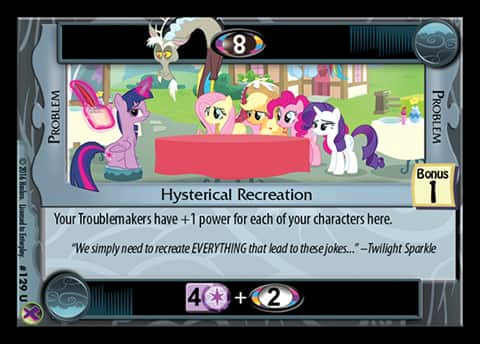 8
PROBLEM
PROBLEM
Hysterical Recreation
Bonus
1
Your Troublemakers have +1 power for each of your characters here.
"We simply need to recreate EVERYTHING that lead to these jokes..." –Twilight Sparkle
4 + 2
© 2016 Hasbro. Licensed to Enterplay.
#129 U